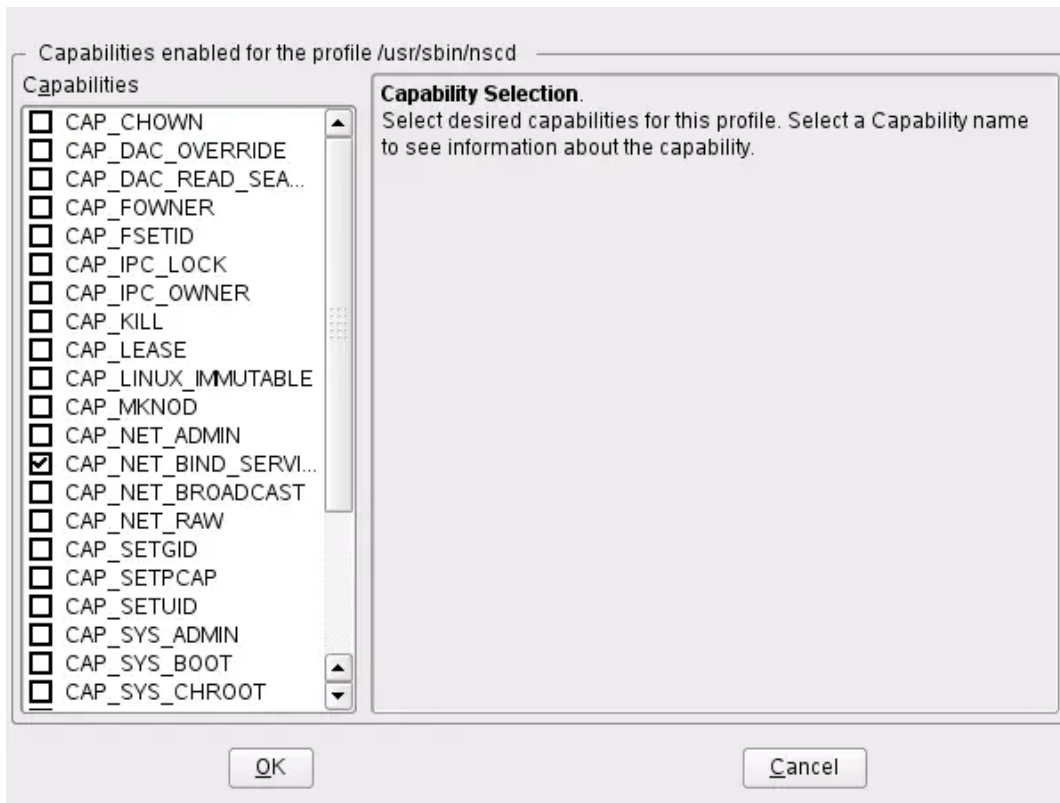 Capabilities enabled for the profile /usr/sbin/nscd
Capabilities
CAP_CHOWN
CAP_DAC_OVERRIDE
CAP_DAC_READ_SEA...
CAP_FOWNER
CAP_FSETID
CAP_IPC_LOCK
CAP_IPC_OWNER
CAP_KILL
CAP_LEASE
CAP_LINUX_IMMUTABLE
CAP_MKNOD
CAP_NET_ADMIN
CAP_NET_BIND_SERVI...
CAP_NET_BROADCAST
CAP_NET_RAW
CAP_SETGID
CAP_SETPCAP
CAP_SETUID
CAP_SYS_ADMIN
CAP_SYS_BOOT
CAP_SYS_CHROOT
Capability Selection.
Select desired capabilities for this profile. Select a Capability name
to see information about the capability.
OK
Cancel